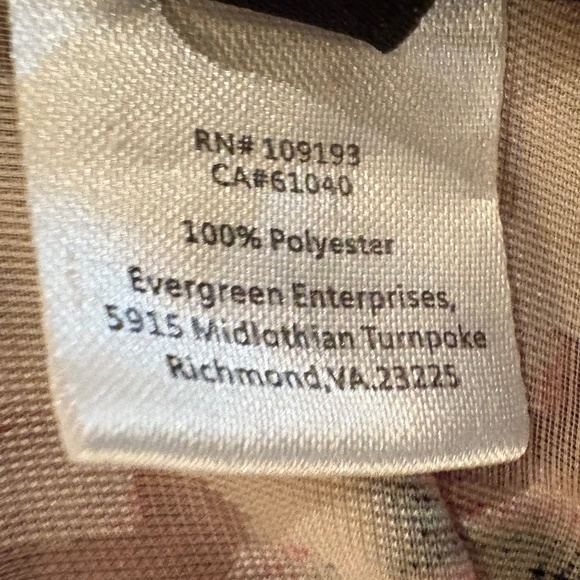 RN# 109193
CA#61040
100% Polyester
Evergreen Enterprises,
5915 Midlothian Turnpoke
Richmond,VA.23225